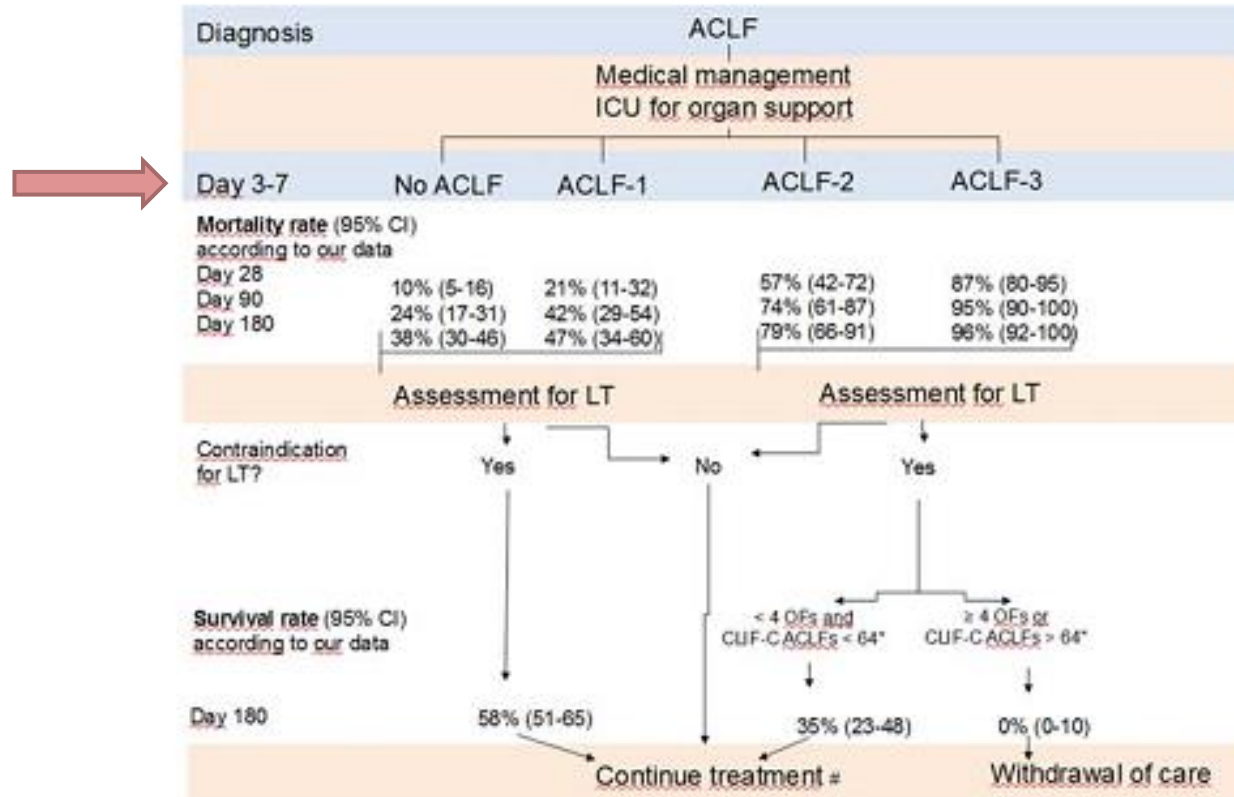 Diagnosis ACLF
Medical management
ICU for organ support
Day 3-7 No ACLF ACLF-1 ACLF-2 ACLF-3
Mortality rate (95% CI)
according to our data
Day 28 10% (5-16) 21% (11-32) 57% (42-72) 87% (80-95)
Day 90 24% (17-31) 42% (29-54) 74% (61-87) 95% (90-100)
Day 180 38% (30-46) 47% (34-60) 79% (66-91) 96% (92-100)
Assessment for LT Assessment for LT
Contraindication
for LT? Yes No Yes
Survival rate (95% CI)
according to our data
< 4 OFs and ≥ 4 OFs or
CLIF-C ACLFs < 64* CLIF-C ACLFs > 64*
Day 180 58% (51-65) 35% (23-48) 0% (0-10)
Continue treatment # Withdrawal of care